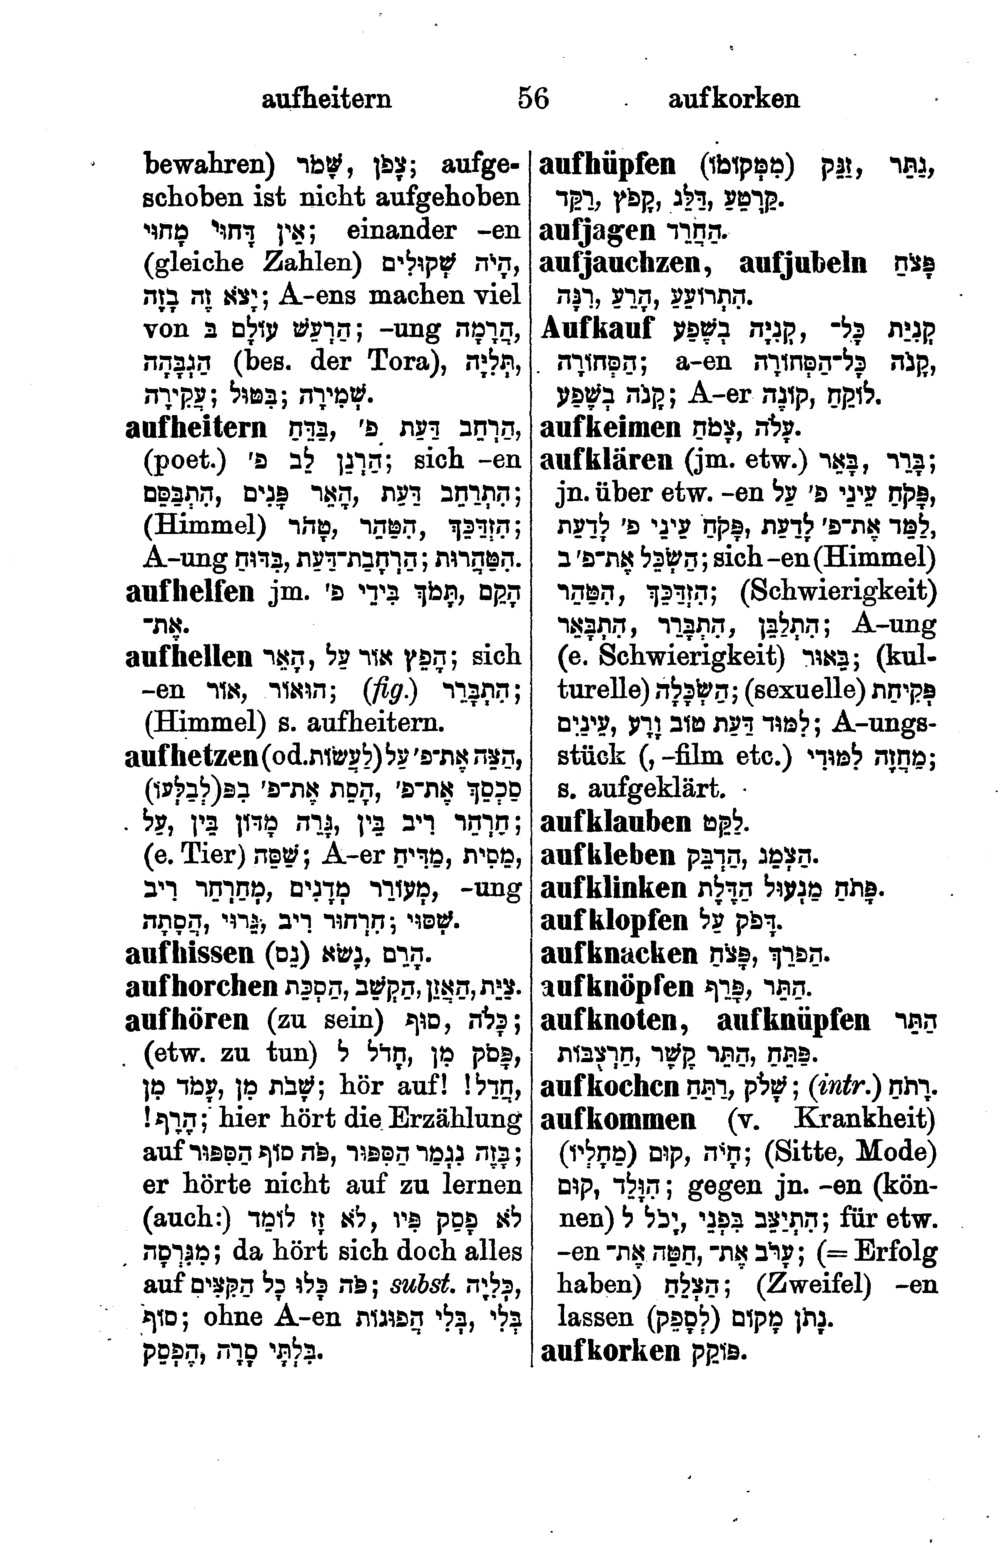 aufheitern 56 aufkorken
bewahren) צָפֹן, שָׁמֹר; aufge-
schoben ist nicht aufgehoben
אֵין דָּחוּי מָחוּי; einander -en
(gleiche Zahlen) הָיֹה שְׁקוּלִים,
יָצֹא זֶה בָזֶה; A-ens machen viel
von הַרְעֵשׁ עוֹלָם בְּ; -ung הֲרָמָה,
הַגְבָּהָה (bes. der Tora), תְּלִיָּה,
שְׁמִירָה; בִּטּוּל; עֲקִירָה.
aufheitern הַרְחֵב דַּעַת פ', בַּדַּח,
(poet.) הַרְנֵן לֵב פ'; sich -en
הִתְרַחֵב דַּעַת, הָאֵר פָּנִים, הִתְבַּסֵּם;
(Himmel) טָהֹר, הִטַּהֵר, הִזְדַּכֵּךְ;
A-ung הִטַּהֲרוּת; הַרְחָבַת־דַּעַת, בִּדּוּחַ.
aufhelfen jm. הָקֵם, תָּמֹךְ בִּידֵי פ'
אֶת־.
aufhellen הָפֵץ אוֹר עַל, הָאֵר; sich
-en אוֹר, הוּאוֹר; (fig.) הִתְבָּרֵר;
(Himmel) s. aufheitern.
aufhetzen (od. לַעֲשׂוֹת) הַצֵּה אֶת־פ' עַל,
סַכְסֵךְ אֶת־פ', הָסֵת אֶת־פ' בפ(לְבַלְּעוֹ)
עַל, חַרְחֵר רִיב בֵּין, גָּרֵה מָדוֹן בֵּין;
(e. Tier) שַׁסֵּה; A-er מֵסִית, מַדִּיחַ,
מְעוֹרֵר מְדָנִים, מְחַרְחֵר רִיב, -ung
שִׁסּוּי; חִרְחוּר רִיב, גֵּרוּי, הֲסָתָה.
aufhissen (נֵס) הָרֵם, נָשֹׂא.
aufhorchen צַיֵּת, הַאֲזֵן, הַקְשֵׁב, הַסְכֵּת.
aufhören (zu sein) כָּלֹה, סוּף;
(etw. zu tun) פָּסֹק מִן, חָדֹל לְ,
שָׁבֹת מִן, עָמֹד מִן; hör auf! חֲדַל!,
הֶרֶף!; hier hört die Erzählung
auf בָּזֶה נִגְמַר הַסִּפּוּר, פֹּה סוֹף הַסִּפּוּר;
er hörte nicht auf zu lernen
(auch:) לֹא פָסַק פִּיו, לֹא זָז לוֹמֵד
מִגִּרְסָה; da hört sich doch alles
auf פֹּה כָּלוּ כָל הַקִּצִּים; subst. כְּלָיָה,
סוֹף; ohne A-en בְּלִי הֲפוּגוֹת, בְּלִי
הֶפְסֵק, בִּלְתִּי סָרָה.
aufhüpfen (מִמְּקוֹמוֹ) נַתֵּר, זַנֵּק,
קַרְטֵעַ, דַּלֵּג, קָפֹץ, רַקֵּד.
aufjagen הַחֲרֵד.
aufjauchzen, aufjubeln פָּצֹחַ
רִנָּה, הָרֵעַ, הִתְרוֹעֵעַ.
Aufkauf קְנִיָּה בְּשֶׁפַע, קְנִיַּת כָּל־
הַסְּחוֹרָה; a-en קָנֹה כָּל־הַסְּחוֹרָה,
קָנֹה בְשֶׁפַע; A-er לוֹקֵחַ, קוֹנֶה.
aufkeimen עָלֹה, צָמֹחַ.
aufklären (jm. etw.) בָּרֵר, בָּאֵר;
jn. über etw. -en פָּקֹחַ עֵינֵי פ' עַל,
לַמֵּד אֶת־פ' לָדַעַת, פָּקֹחַ עֵינֵי פ' לָדַעַת,
הַשְׂכֵּל אֶת־פ' ב; sich -en (Himmel)
הִזְדַּכֵּךְ, הִטַּהֵר; (Schwierigkeit)
הִתְלַבֵּן, הִתְבָּרֵר, הִתְבָּאֵר; A-ung
(e. Schwierigkeit) בֵּאוּר; (kul-
turelle) הַשְׂכָּלָה; (sexuelle) פְּקִיחַת
עֵינַיִם, לִמּוּד דַּעַת טוֹב וָרָע; A-ungs-
stück (, -film etc.) מַחֲזֶה לִמּוּדִי;
s. aufgeklärt.
aufklauben לַקֵּט.
aufkleben הַצְמֵג, הַדְבֵּק.
aufklinken פָּתֹחַ מַנְעוּל הַדֶּלֶת.
aufklopfen דָּפֹק עַל.
aufknacken הַפְרֵךְ, פָּצֹחַ.
aufknöpfen הַתֵּר, פָּרֵף.
aufknoten, aufknüpfen הַתֵּר
חַרְצֻבּוֹת, הַתֵּר קֶשֶׁר, פַּתֵּחַ.
aufkochen שָׁלֹק, רַתֵּחַ; (intr.) רָתֹחַ.
aufkommen (v. Krankheit)
חָיֹה, קוּם (מֵחָלְיוֹ); (Sitte, Mode)
הִוָּלֵד, קוּם; gegen jn. -en (kön-
nen) הִתְיַצֵּב בִּפְנֵי, יָכֹל לְ; für etw.
-en עָרֹב אֶת־, חַטֵּה אֶת־; (= Erfolg
haben) הַצְלֵחַ; (Zweifel) -en
lassen נָתֹן מָקוֹם (לְסָפֵק).
aufkorken פּוֹקֵק.